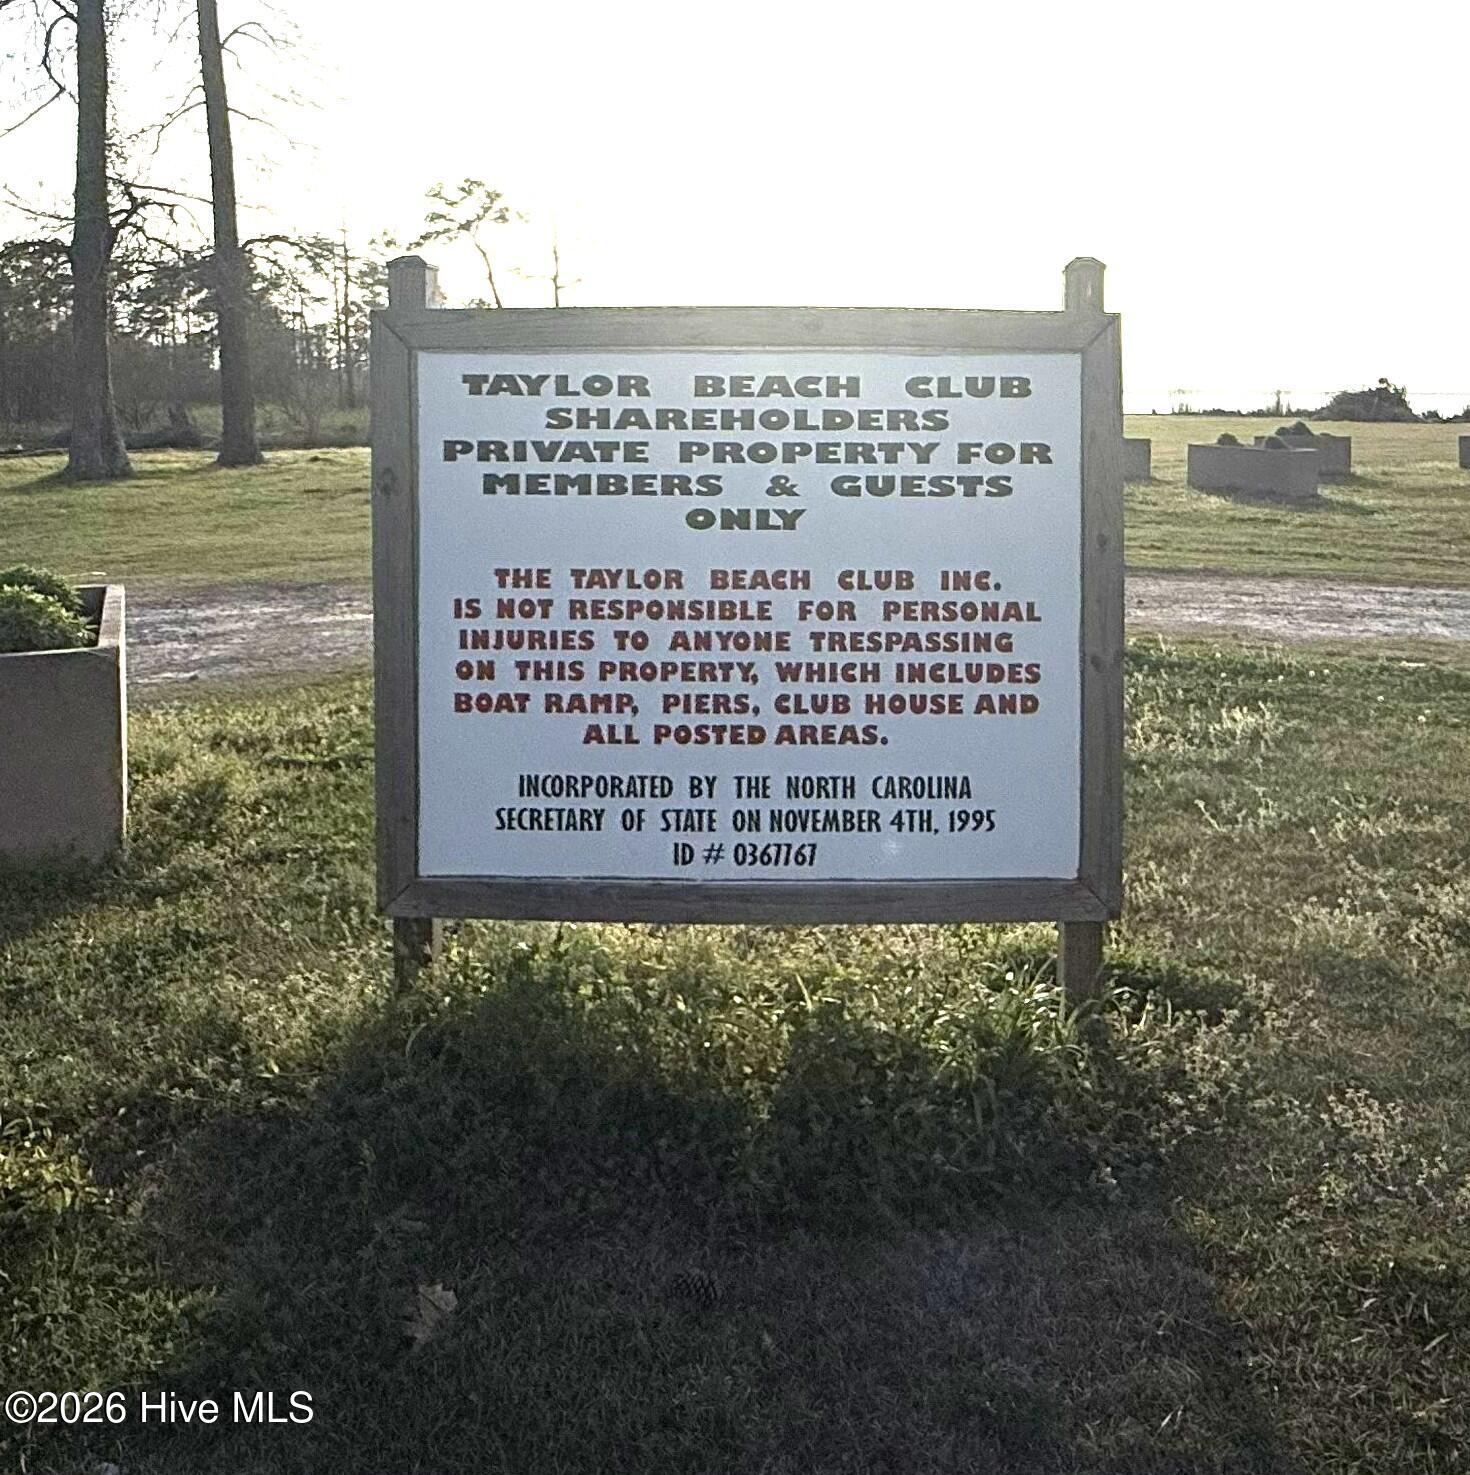 TAYLOR BEACH CLUB
SHAREHOLDERS
PRIVATE PROPERTY FOR
MEMBERS & GUESTS
ONLY
THE TAYLOR BEACH CLUB INC.
IS NOT RESPONSIBLE FOR PERSONAL
INJURIES TO ANYONE TRESPASSING
ON THIS PROPERTY, WHICH INCLUDES
BOAT RAMP, PIERS, CLUB HOUSE AND
ALL POSTED AREAS.
INCORPORATED BY THE NORTH CAROLINA
SECRETARY OF STATE ON NOVEMBER 4TH, 1995
ID # 0367767
©2026 Hive MLS